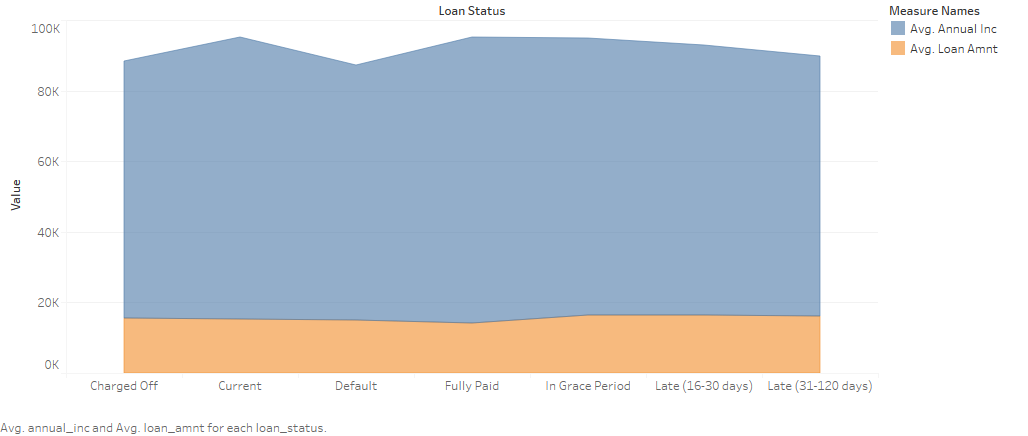 Loan Status
Measure Names
Avg. Annual Inc
Avg. Loan Amnt
100K
80K
60K
40K
20K
0K
Value
Charged Off Current Default Fully Paid In Grace Period Late (16-30 days) Late (31-120 days)
Avg. annual_inc and Avg. loan_amnt for each loan_status.